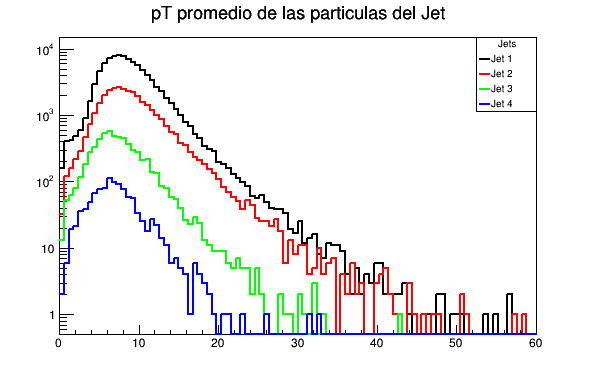 pT promedio de las particulas del Jet
Jets
Jet 1
Jet 2
Jet 3
Jet 4
10^4
10^3
10^2
10
1
0 10 20 30 40 50 60